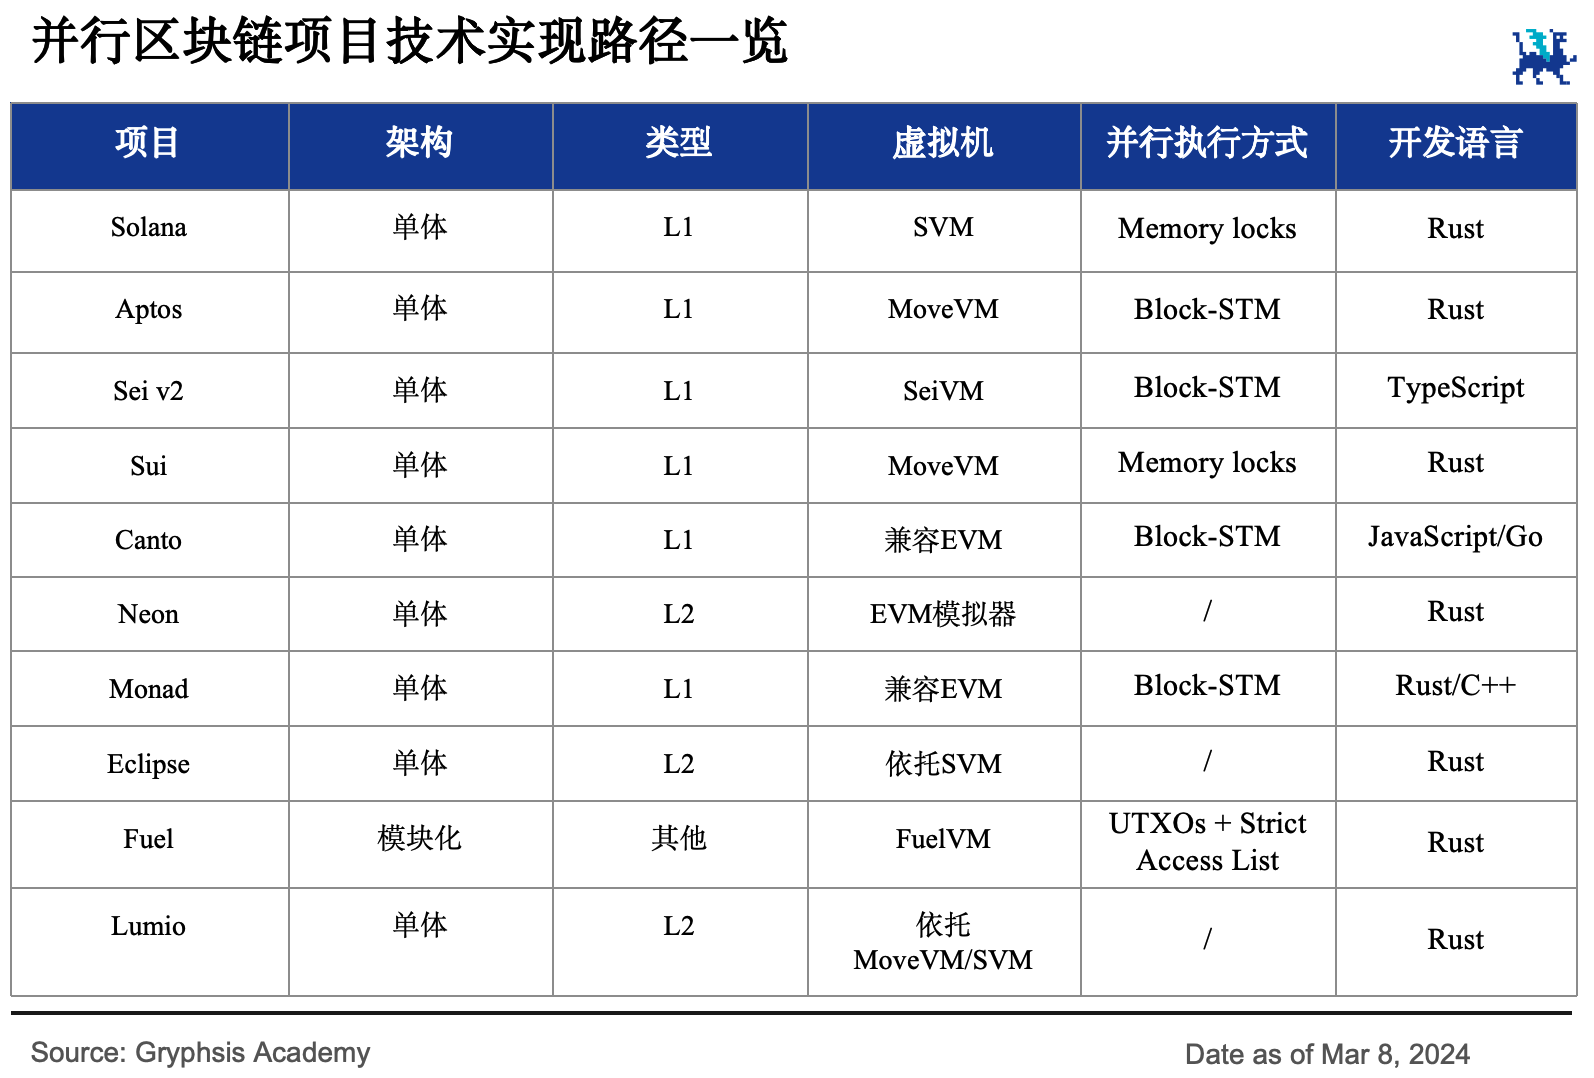 并行区块链项目技术实现路径一览
项目 架构 类型 虚拟机 并行执行方式 开发语言
Solana 单体 L1 SVM Memory locks Rust
Aptos 单体 L1 MoveVM Block-STM Rust
Sei v2 单体 L1 SeiVM Block-STM TypeScript
Sui 单体 L1 MoveVM Memory locks Rust
Canto 单体 L1 兼容EVM Block-STM JavaScript/Go
Neon 单体 L2 EVM模拟器 / Rust
Monad 单体 L1 兼容EVM Block-STM Rust/C++
Eclipse 单体 L2 依托SVM / Rust
Fuel 模块化 其他 FuelVM UTXOs + Strict
Access List Rust
Lumio 单体 L2 依托
MoveVM/SVM / Rust
Source: Gryphsis Academy
Date as of Mar 8, 2024